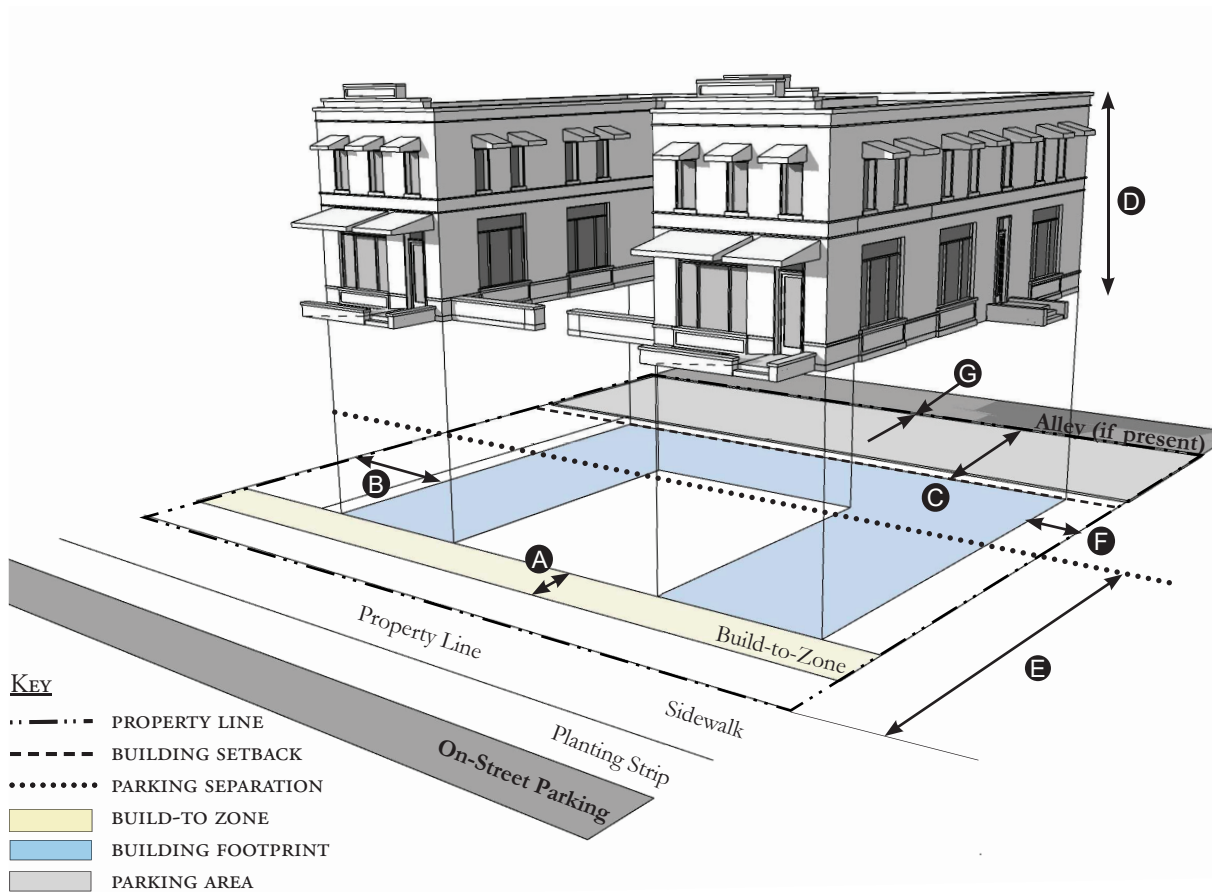 D
G
Alley (if present)
B
C
F
A
Build-to-Zone
Property Line
E
Sidewalk
Planting Strip
On-Street Parking
KEY
PROPERTY LINE
BUILDING SETBACK
PARKING SEPARATION
BUILD-TO ZONE
BUILDING FOOTPRINT
PARKING AREA